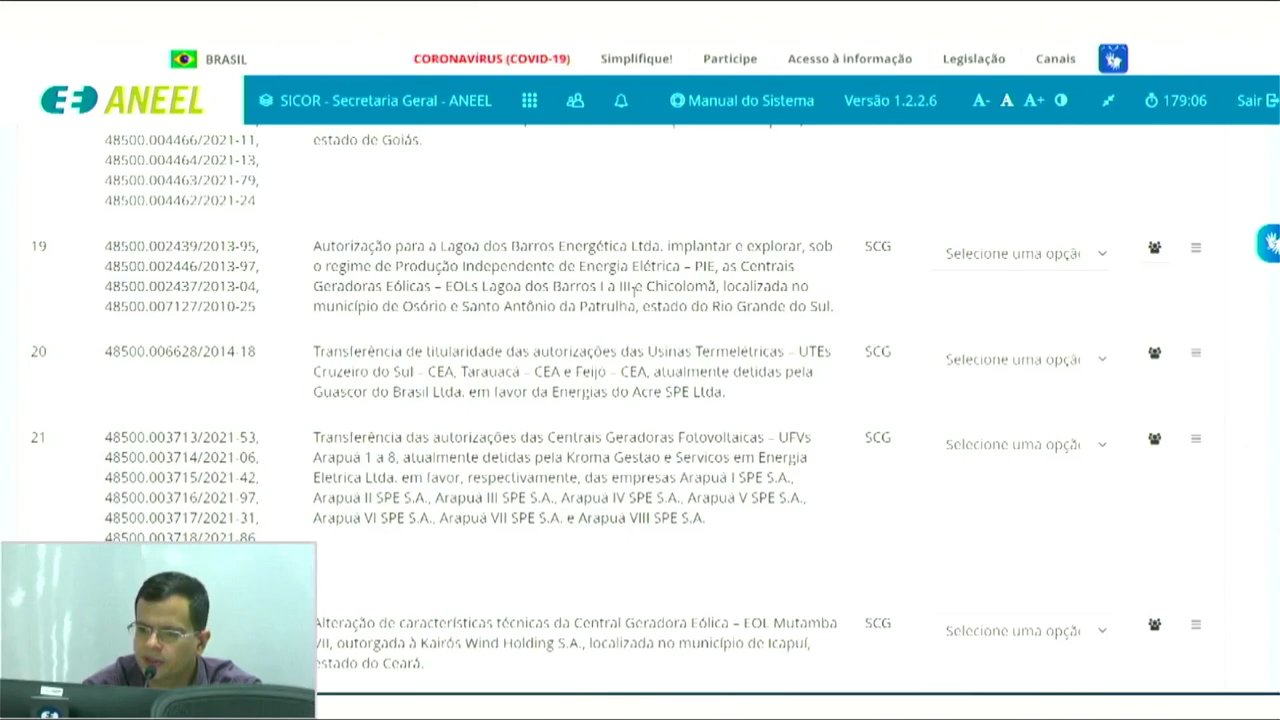 BRASIL
CORONAVÍRUS (COVID-19)
Simplifique!
Participe
Acesso à informação
Legislação
Canais
ANEEL
SICOR - Secretaria Geral - ANEEL
Manual do Sistema
Versão 1.2.2.6
A- A A+
179:06
Sair
48500.004466/2021-11,
estado de Goiás.
48500.004464/2021-13,
48500.004463/2021-79,
48500.004462/2021-24
19
48500.002439/2013-95,
48500.002446/2013-97,
48500.002437/2013-04,
48500.007127/2010-25
Autorização para a Lagoa dos Barros Energética Ltda. implantar e explorar, sob
o regime de Produção Independente de Energia Elétrica – PIE, as Centrais
Geradoras Eólicas – EOLs Lagoa dos Barros I a III e Chicolomã, localizada no
município de Osório e Santo Antônio da Patrulha, estado do Rio Grande do Sul.
SCG
Selecione uma opçã
20
48500.006628/2014-18
Transferência de titularidade das autorizações das Usinas Termelétricas – UTEs
Cruzeiro do Sul – CEA, Tarauacá – CEA e Feijó – CEA, atualmente detidas pela
Guascor do Brasil Ltda. em favor da Energias do Acre SPE Ltda.
SCG
Selecione uma opçã
21
48500.003713/2021-53,
48500.003714/2021-06,
48500.003715/2021-42,
48500.003716/2021-97,
48500.003717/2021-31,
48500.003718/2021-86
Transferência das autorizações das Centrais Geradoras Fotovoltaicas – UFVs
Arapuá 1 a 8, atualmente detidas pela Kroma Gestao e Servicos em Energia
Eletrica Ltda. em favor, respectivamente, das empresas Arapuá I SPE S.A.,
Arapuá II SPE S.A., Arapuá III SPE S.A., Arapuá IV SPE S.A., Arapuá V SPE S.A.,
Arapuá VI SPE S.A., Arapuá VII SPE S.A. e Arapuá VIII SPE S.A.
SCG
Selecione uma opçã
Alteração de características técnicas da Central Geradora Eólica – EOL Mutamba
VII, outorgada à Kairós Wind Holding S.A., localizada no município de Icapuí,
estado do Ceará.
SCG
Selecione uma opçã